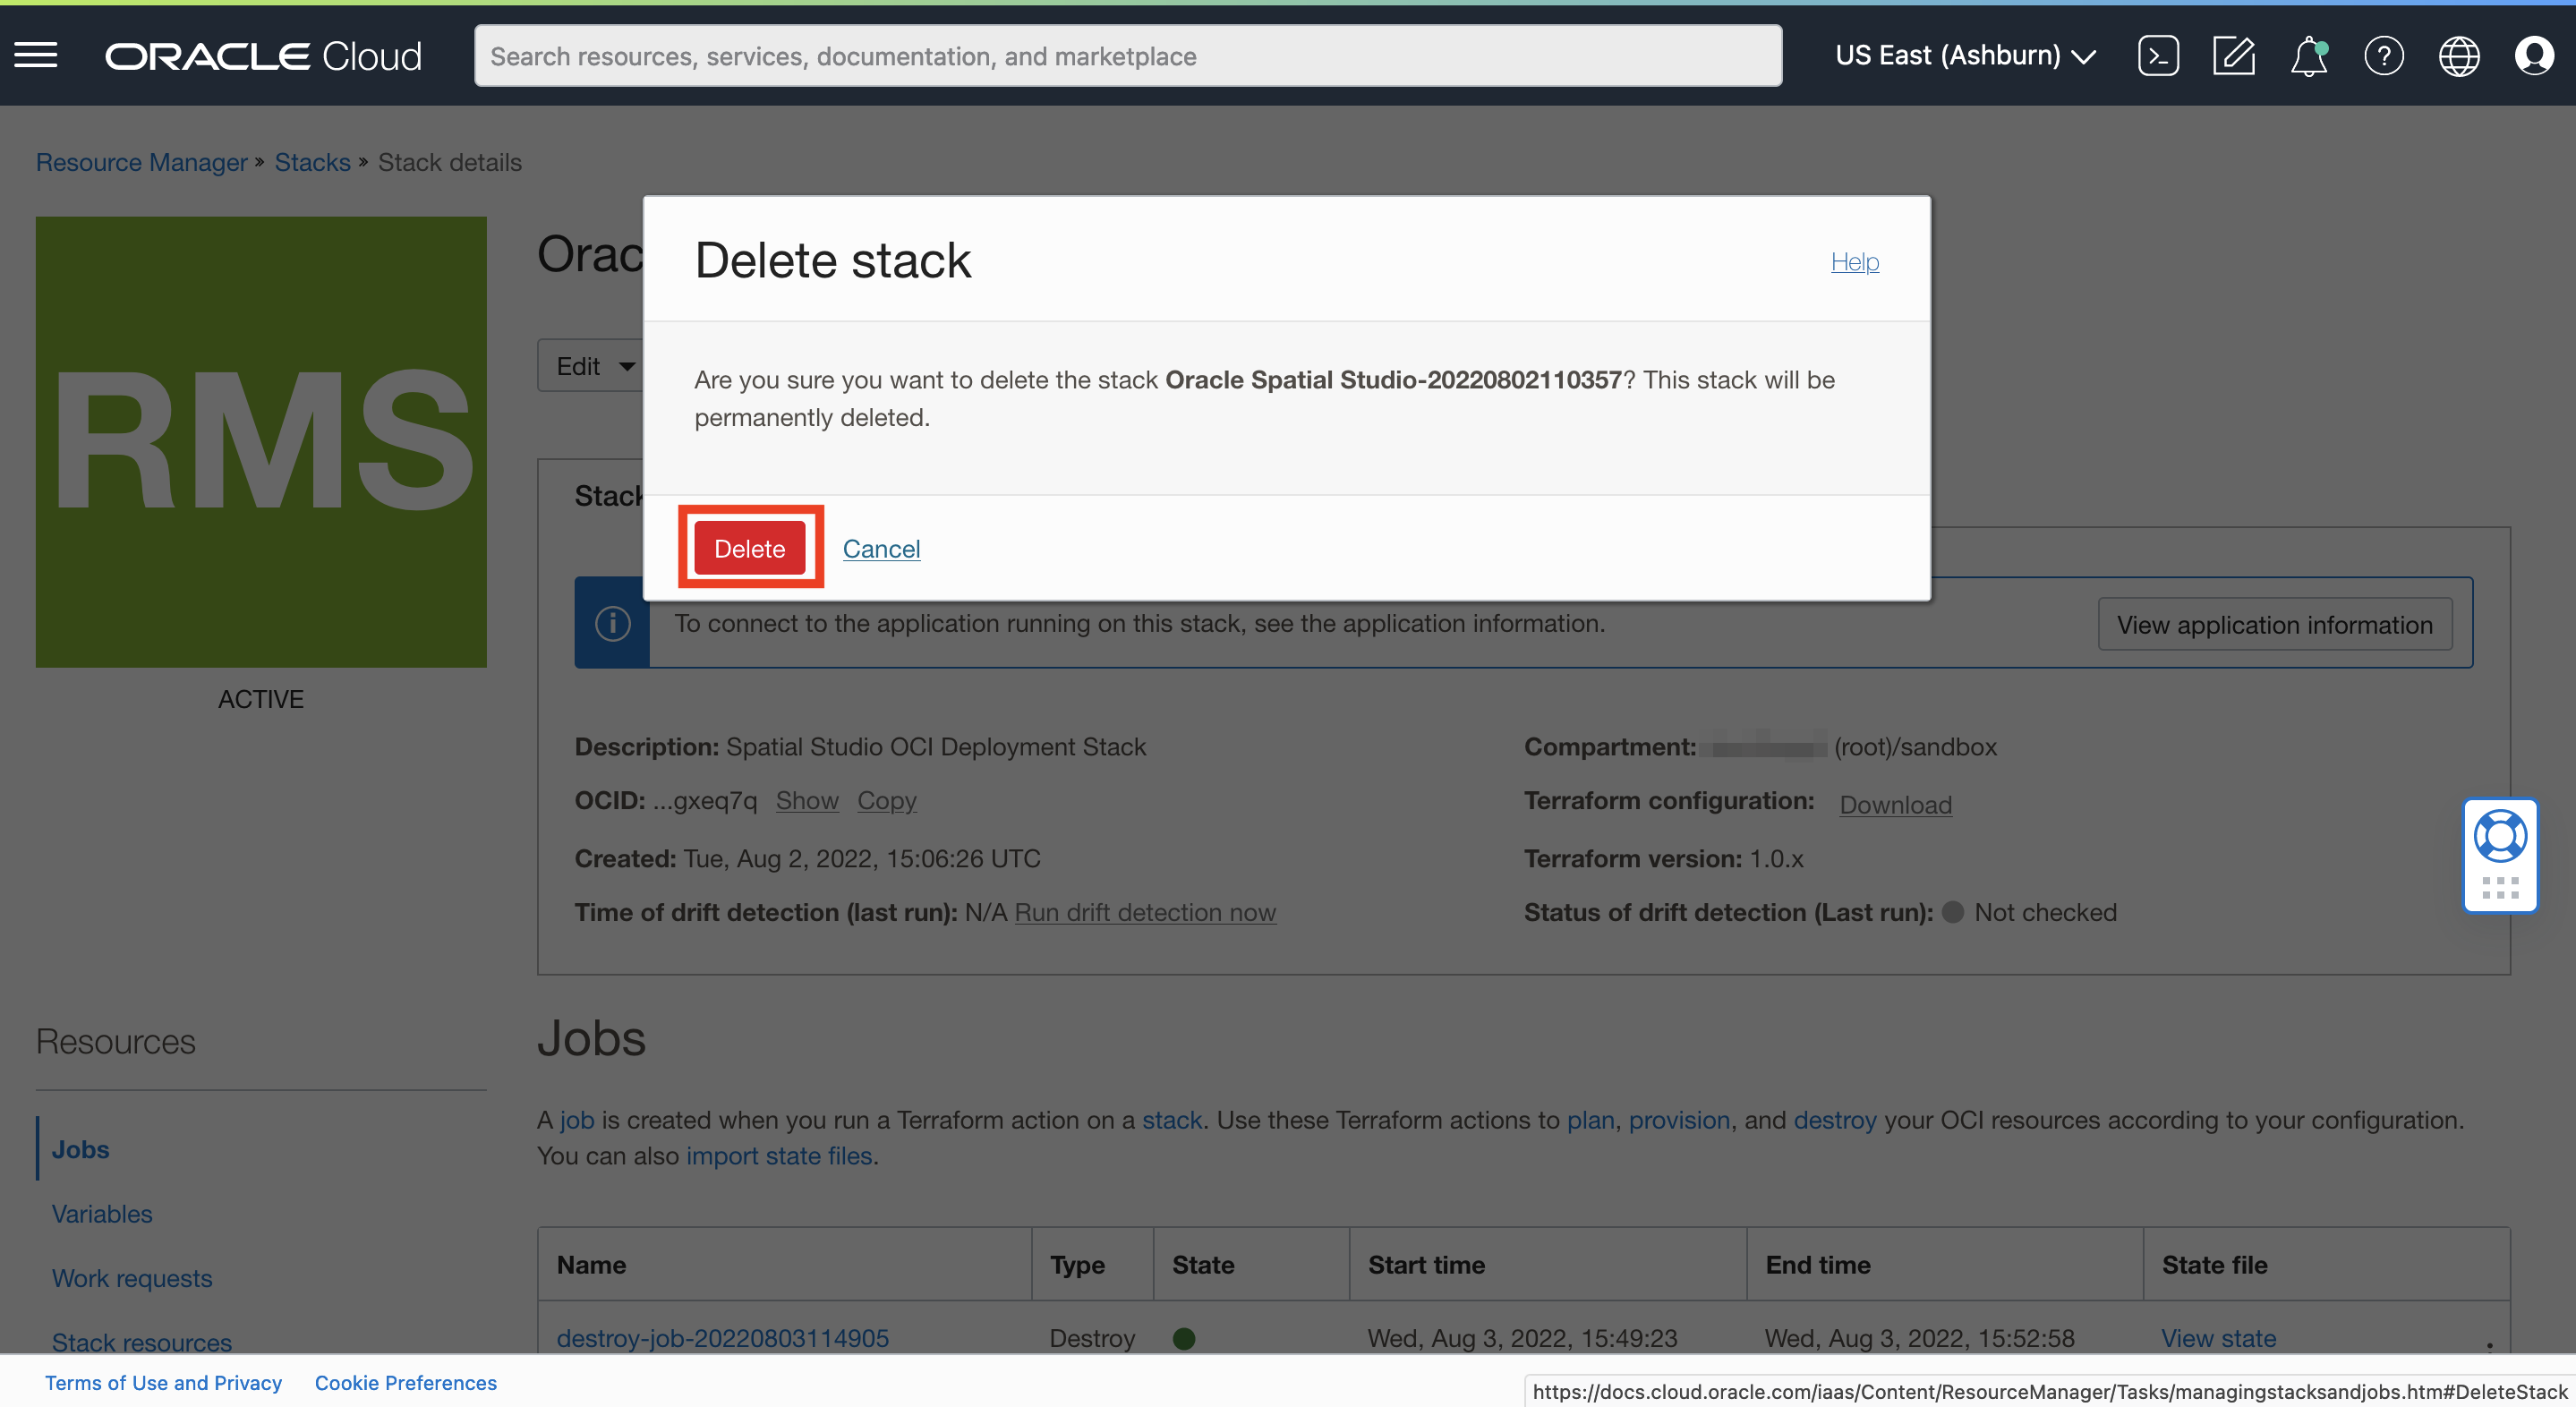 ORACLE Cloud
Search resources, services, documentation, and marketplace
US East (Ashburn)
Resource Manager » Stacks » Stack details
RMS
ACTIVE
Orac
Edit
Stack
Delete stack
Help
Are you sure you want to delete the stack Oracle Spatial Studio-20220802110357? This stack will be
permanently deleted.
Delete
Cancel
To connect to the application running on this stack, see the application information.
View application information
Description: Spatial Studio OCI Deployment Stack
Compartment: (root)/sandbox
OCID: ...gxeq7q Show Copy
Terraform configuration: Download
Created: Tue, Aug 2, 2022, 15:06:26 UTC
Terraform version: 1.0.x
Time of drift detection (last run): N/A Run drift detection now
Status of drift detection (Last run): Not checked
Resources
Jobs
Variables
Work requests
Stack resources
Jobs
A job is created when you run a Terraform action on a stack. Use these Terraform actions to plan, provision, and destroy your OCI resources according to your configuration.
You can also import state files.
Name Type State Start time End time State file
destroy-job-20220803114905 Destroy Wed, Aug 3, 2022, 15:49:23 Wed, Aug 3, 2022, 15:52:58 View state
Terms of Use and Privacy Cookie Preferences
https://docs.cloud.oracle.com/iaas/Content/ResourceManager/Tasks/managingstacksandjobs.htm#DeleteStack